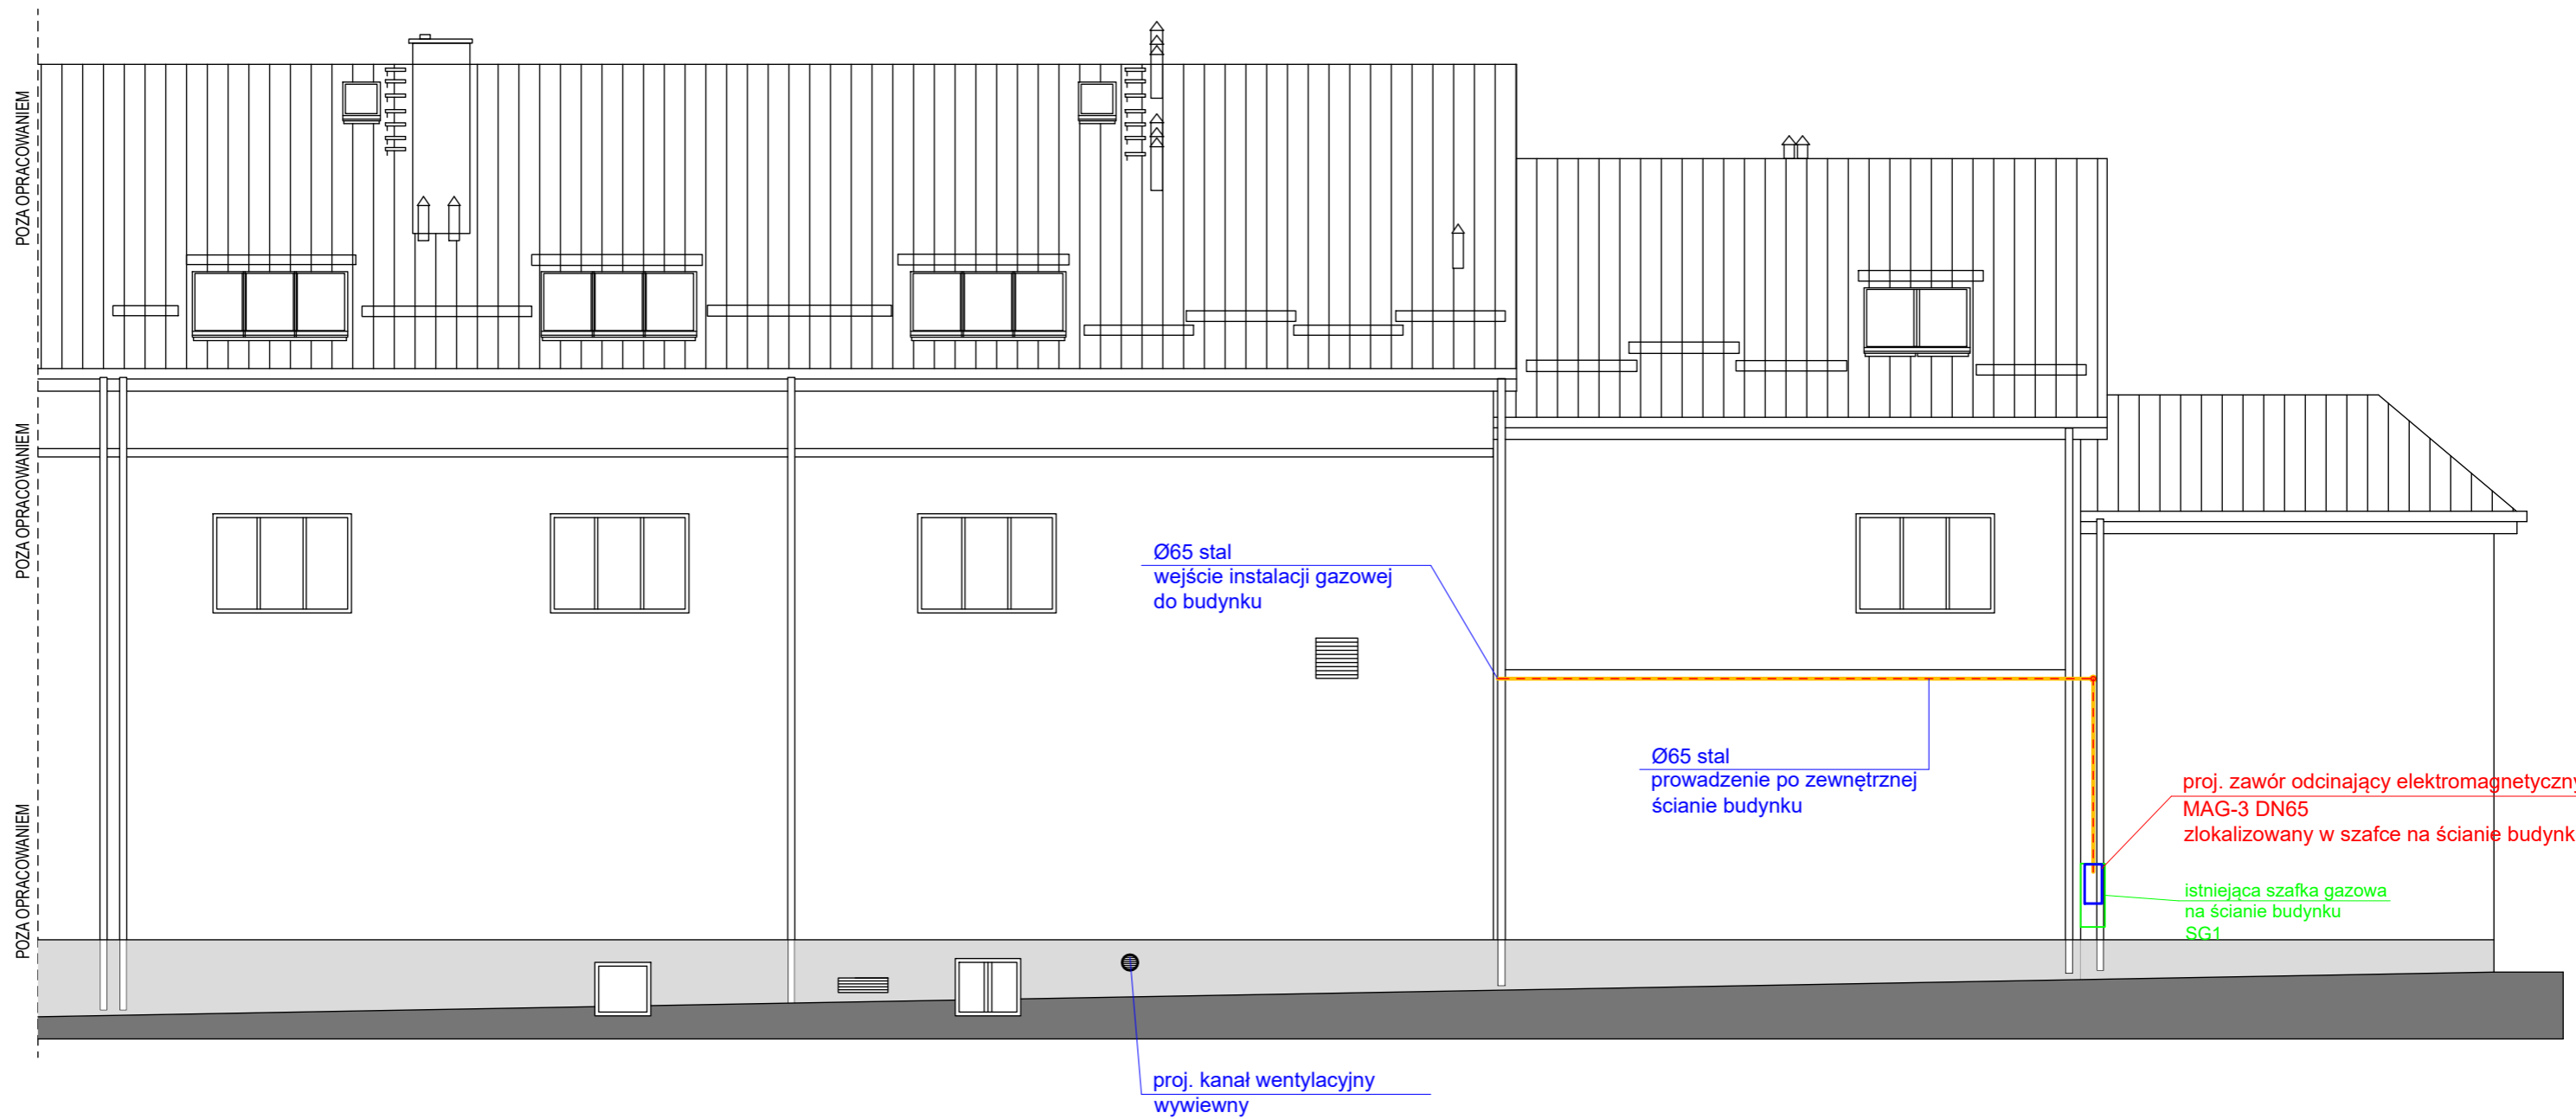 POZA OPRACOWANIEM
POZA OPRACOWANIEM
POZA OPRACOWANIEM
Ø65 stal
wejście instalacji gazowej
do budynku
Ø65 stal
prowadzenie po zewnętrznej
ścianie budynku
proj. zawór odcinający elektromagnetyczny
MAG-3 DN65
zlokalizowany w szafce na ścianie budynk
istniejąca szafka gazowa
na ścianie budynku
SG1
proj. kanał wentylacyjny
wywiewny